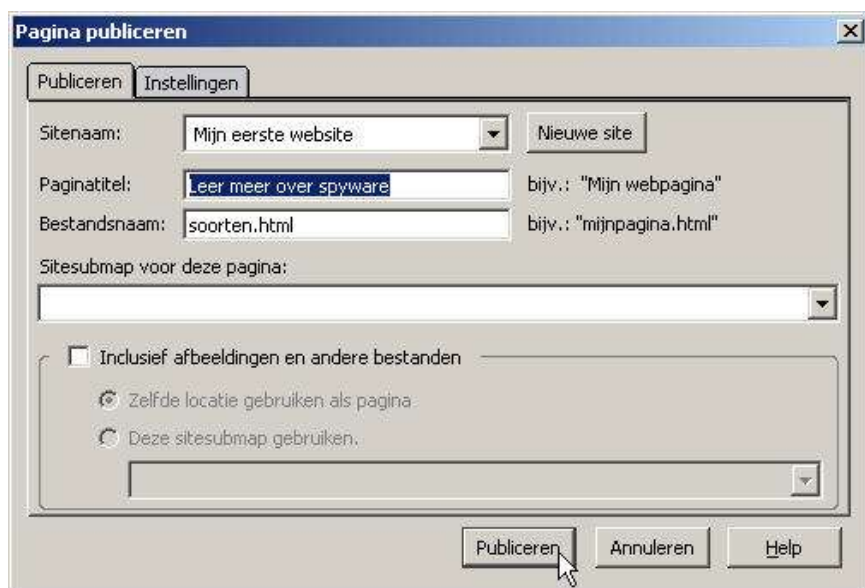 Pagina publiceren
Publiceren Instellingen
Sitenaam: Mijn eerste website Nieuwe site
Paginatitel: Leer meer over spyware bijv.: "Mijn webpagina"
Bestandsnaam: soorten.html bijv.: "mijnpagina.html"
Sitesubmap voor deze pagina:
Inclusief afbeeldingen en andere bestanden
Zelfde locatie gebruiken als pagina
Deze sitesubmap gebruiken.
Publiceren Annuleren Help